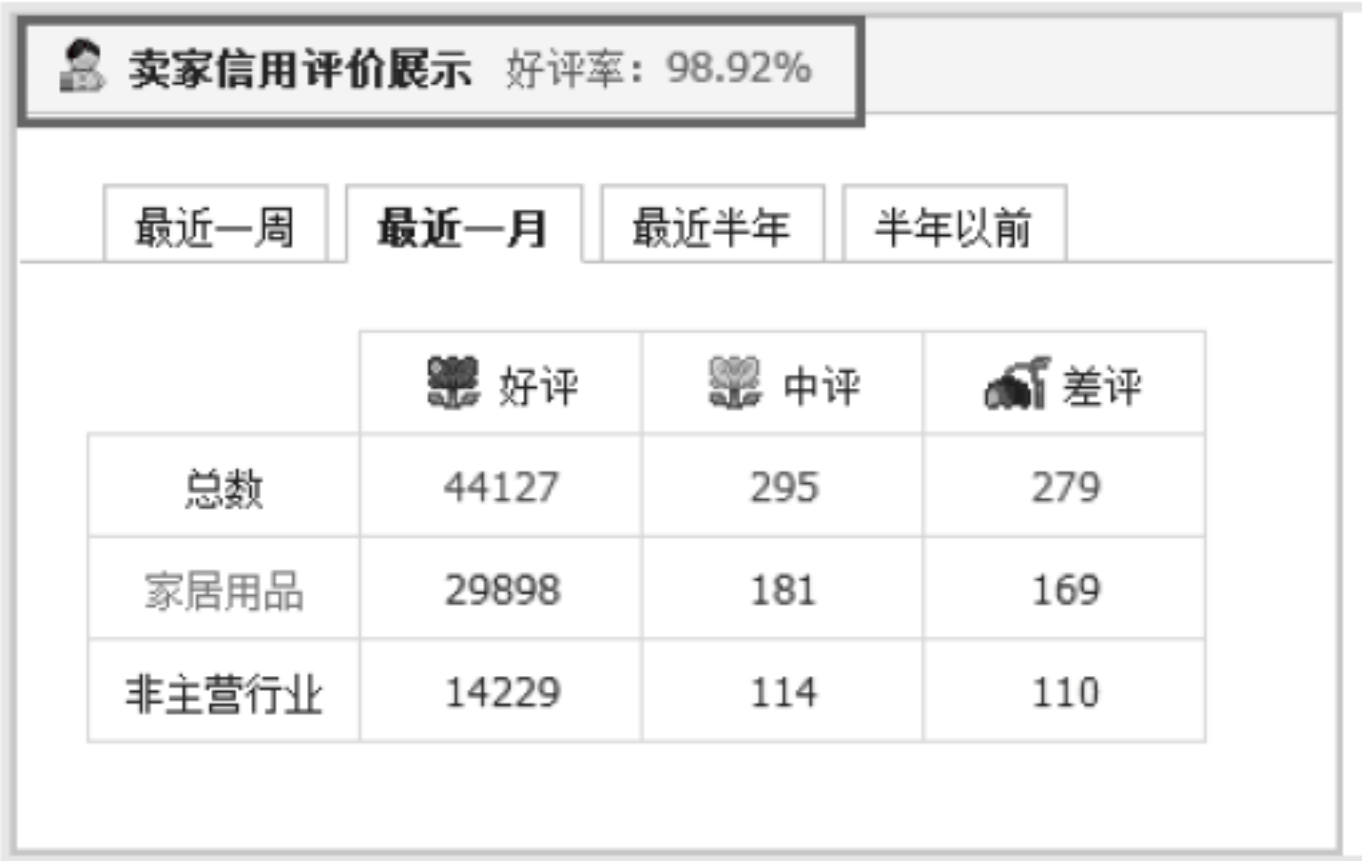 卖家信用评价展示 好评率：98.92%
最近一周 最近一月 最近半年 半年以前
好评 中评 差评
总数 44127 295 279
家居用品 29898 181 169
非主营行业 14229 114 110